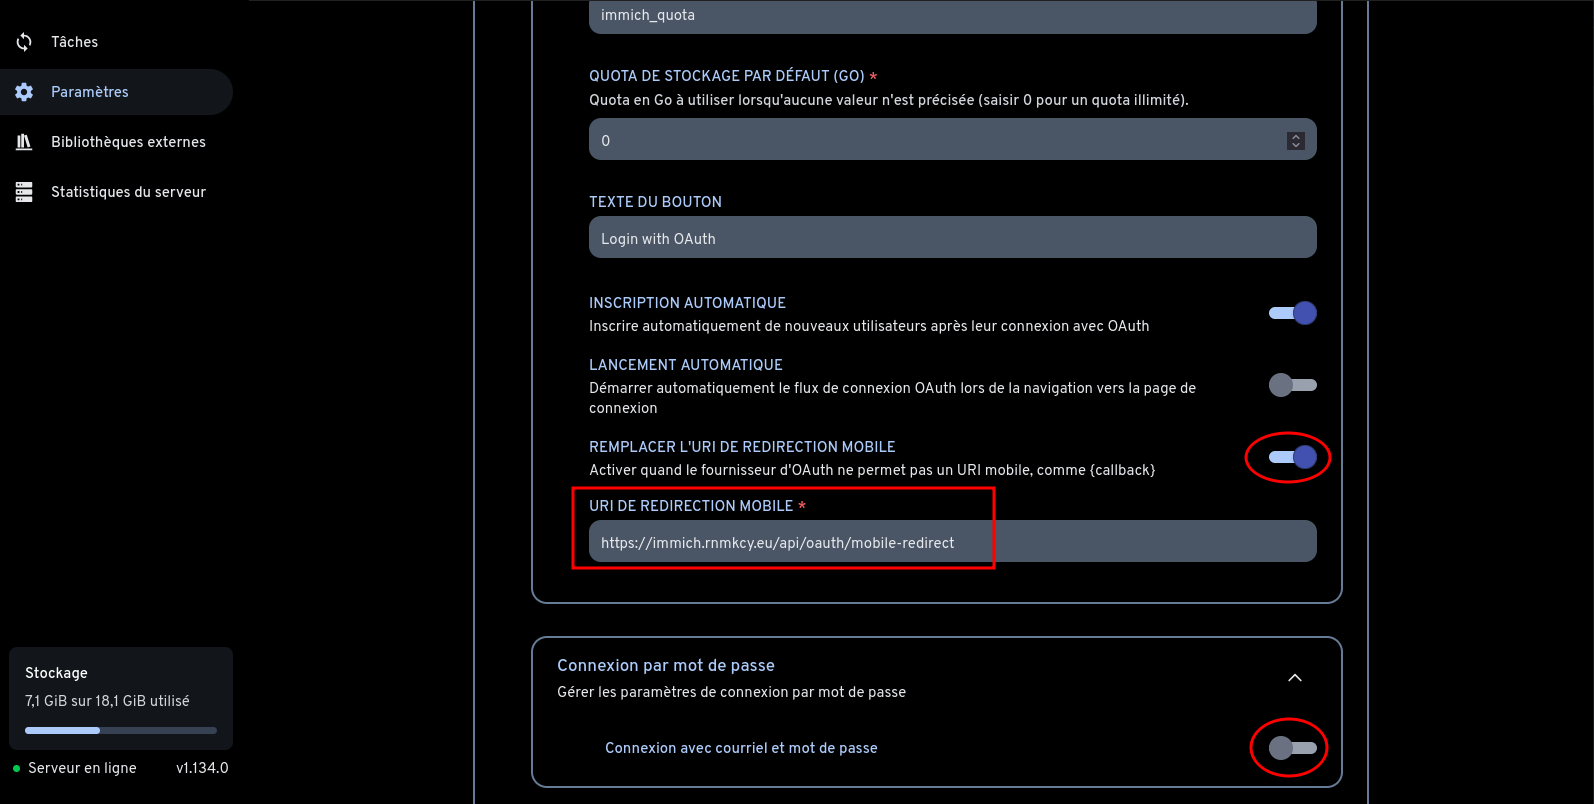 Tâches
Paramètres
Bibliothèques externes
Statistiques du serveur
Stockage
7,1 GiB sur 18,1 GiB utilisé
Serveur en ligne v1.134.0
immich_quota
QUOTA DE STOCKAGE PAR DÉFAUT (GO) *
Quota en Go à utiliser lorsqu'aucune valeur n'est précisée (saisir 0 pour un quota illimité).
0
TEXTE DU BOUTON
Login with OAuth
INSCRIPTION AUTOMATIQUE
Inscrire automatiquement de nouveaux utilisateurs après leur connexion avec OAuth
LANCEMENT AUTOMATIQUE
Démarrer automatiquement le flux de connexion OAuth lors de la navigation vers la page de
connexion
REMPLACER L'URI DE REDIRECTION MOBILE
Activer quand le fournisseur d'OAuth ne permet pas un URI mobile, comme {callback}
URI DE REDIRECTION MOBILE *
https://immich.rnmkcy.eu/api/oauth/mobile-redirect
Connexion par mot de passe
Gérer les paramètres de connexion par mot de passe
Connexion avec courriel et mot de passe